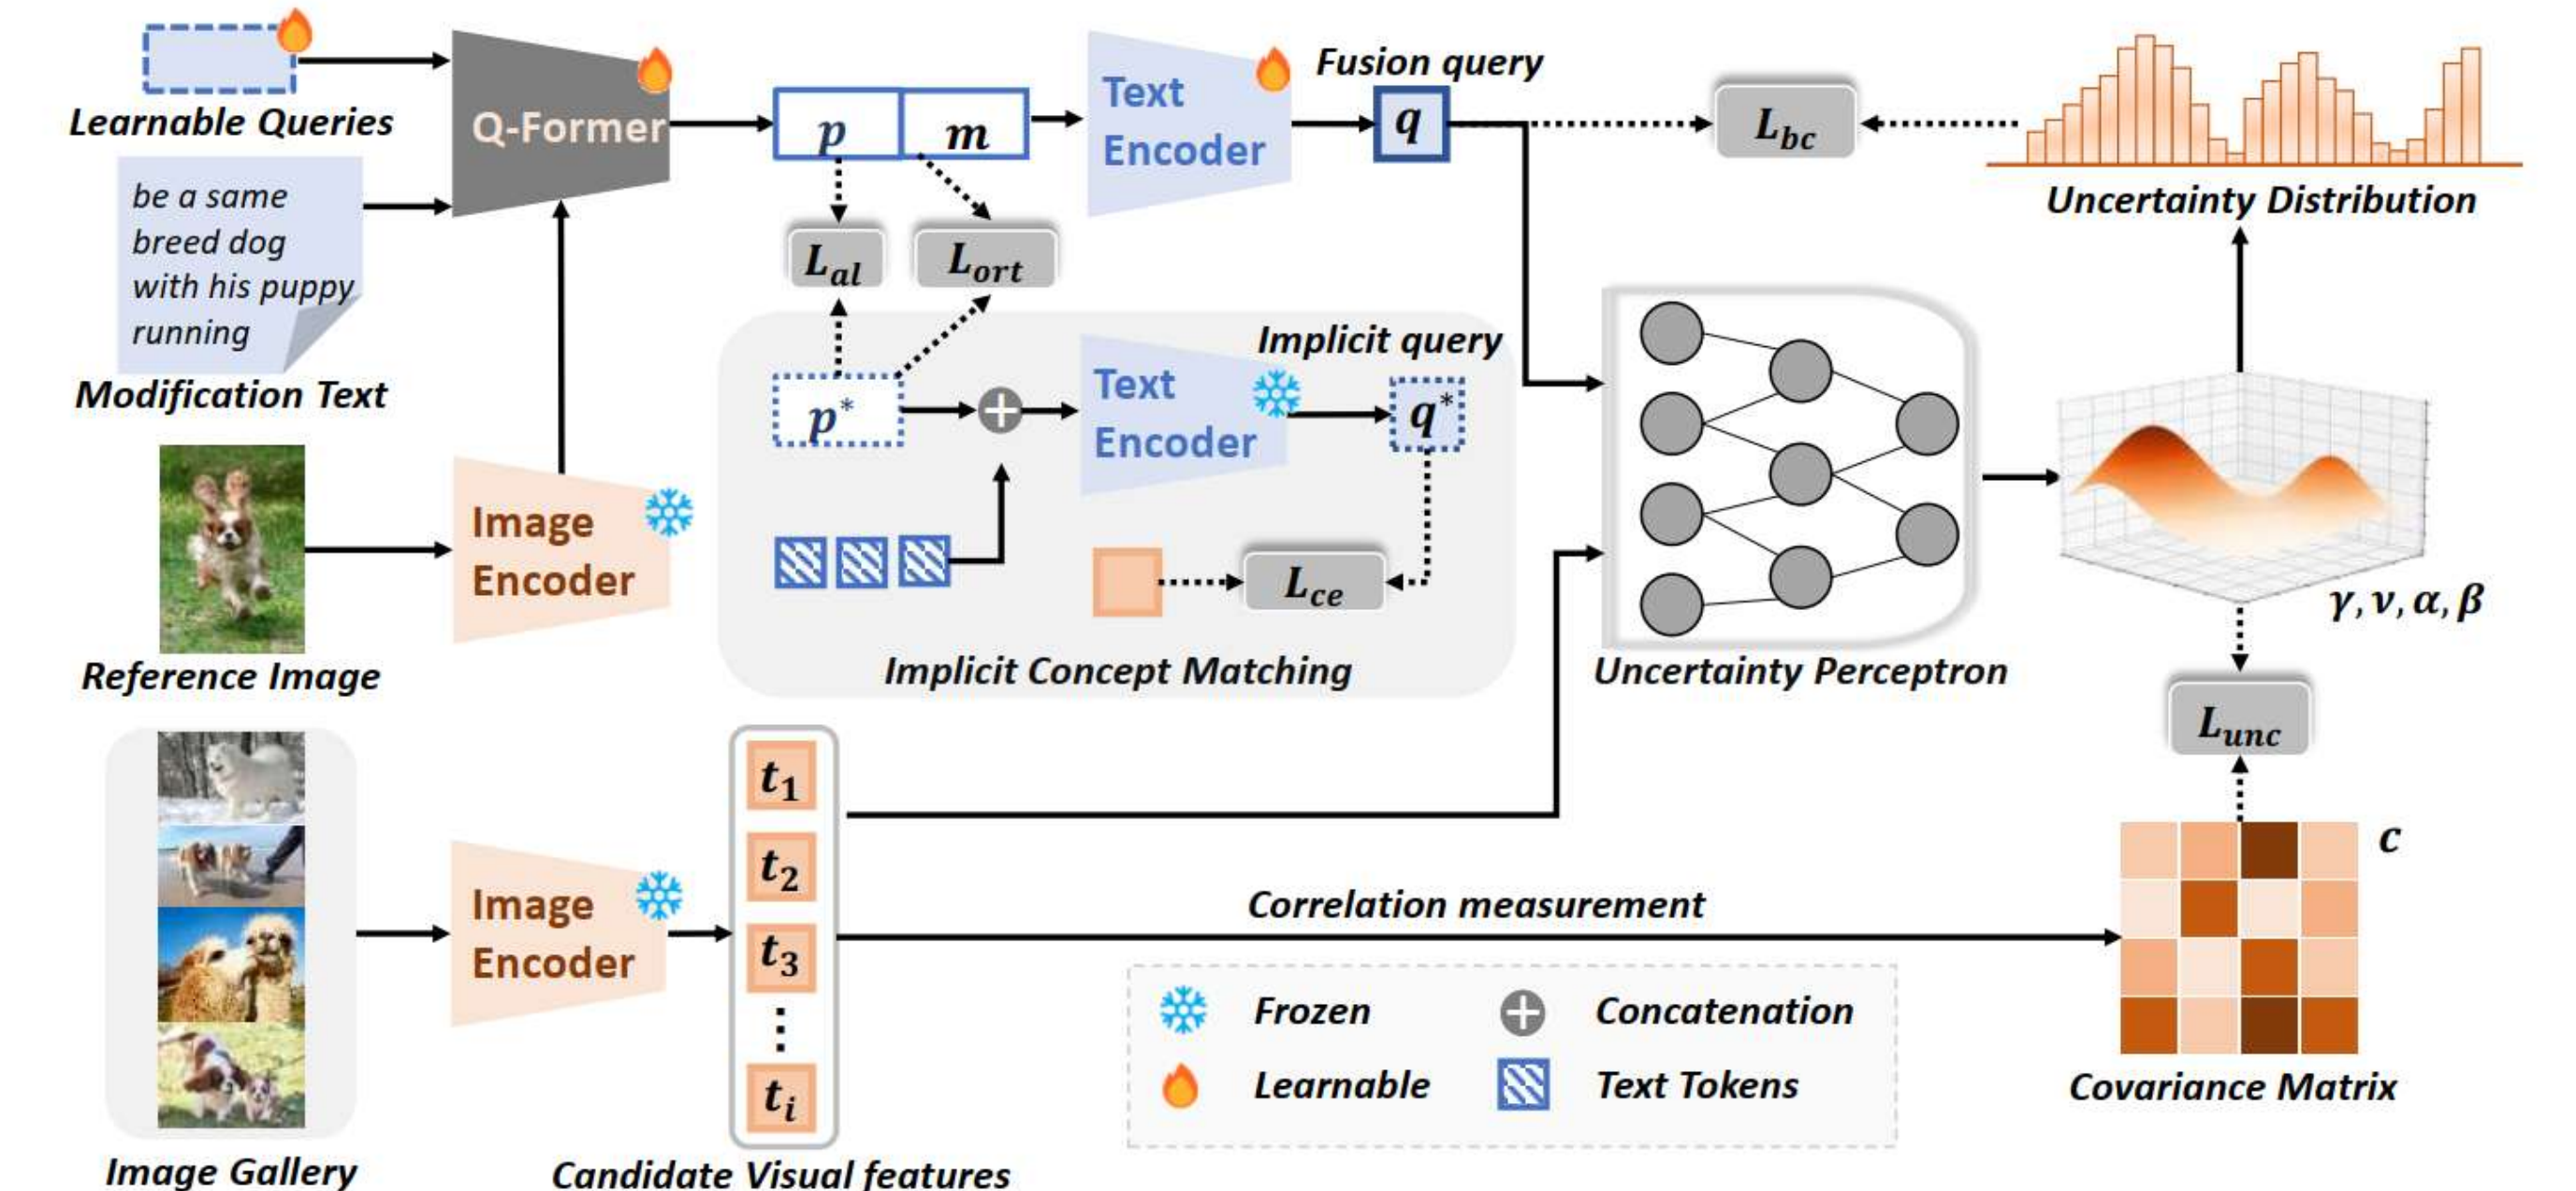 Learnable Queries
be a same
breed dog
with his puppy
running
Modification Text
Reference Image
Image Gallery
Q-Former
Image
Encoder
Image
Encoder
p m
Text
Encoder
Fusion query
q
L_bc
Uncertainty Distribution
L_al
L_ort
p*
Text
Encoder
Implicit query
q*
L_ce
Implicit Concept Matching
Uncertainty Perceptron
γ, ν, α, β
L_unc
t_1
t_2
t_3
⋮
t_i
Candidate Visual features
Correlation measurement
c
Covariance Matrix
Frozen
Concatenation
Learnable
Text Tokens